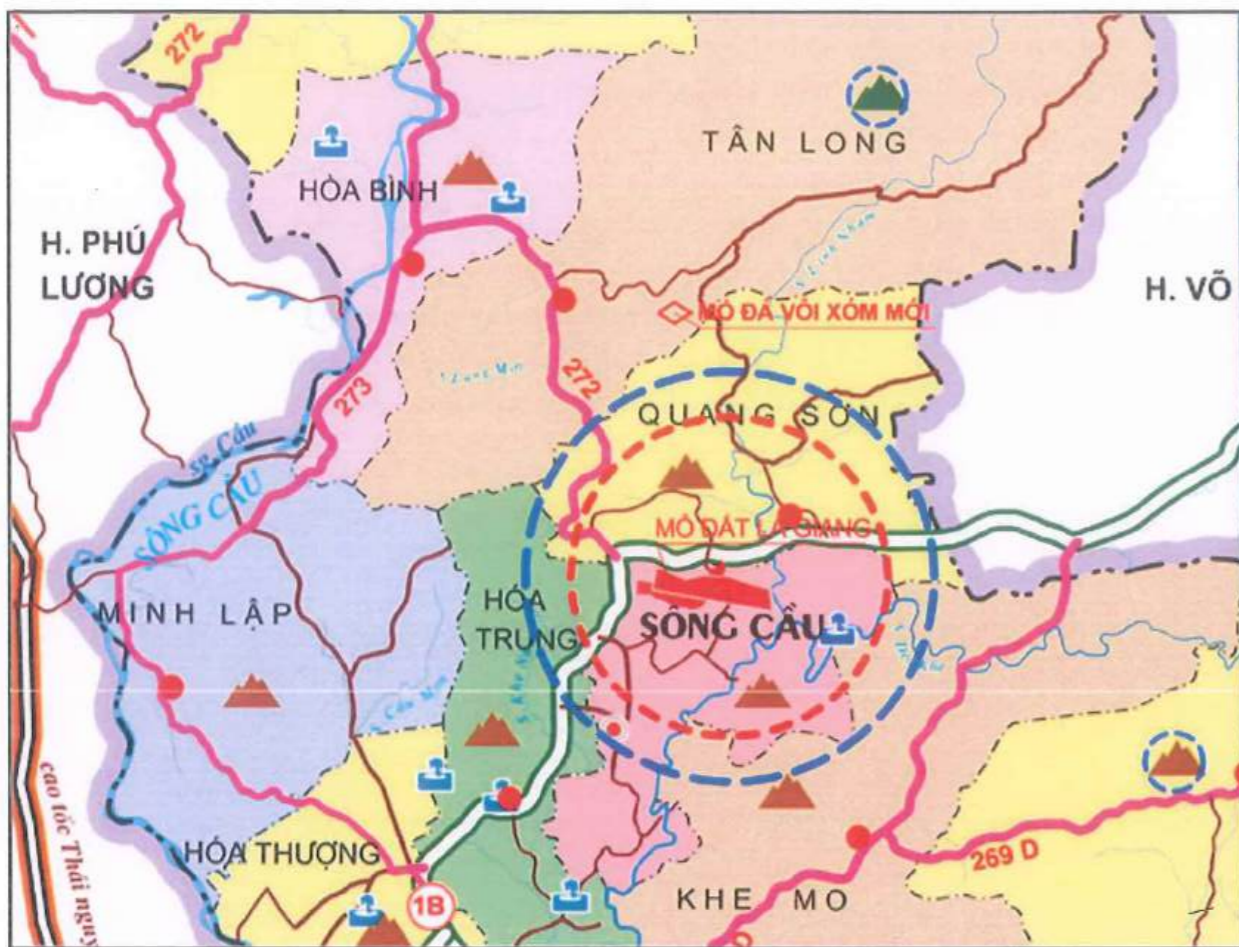 272
TÂN LONG
HÒA BÌNH
H. PHÚ
LƯƠNG
H. VÕ
MỎ ĐÁ VÔI XÓM MỚI
272
273
QUANG SƠN
sg. Cầu
SÔNG CẦU
MỎ ĐẤT LA GIANG
MINH LẬP
HÓA
TRUNG
SÔNG CẦU
cao tốc Thái nguy
HÓA THƯỢNG
1B
269 D
KHE MO